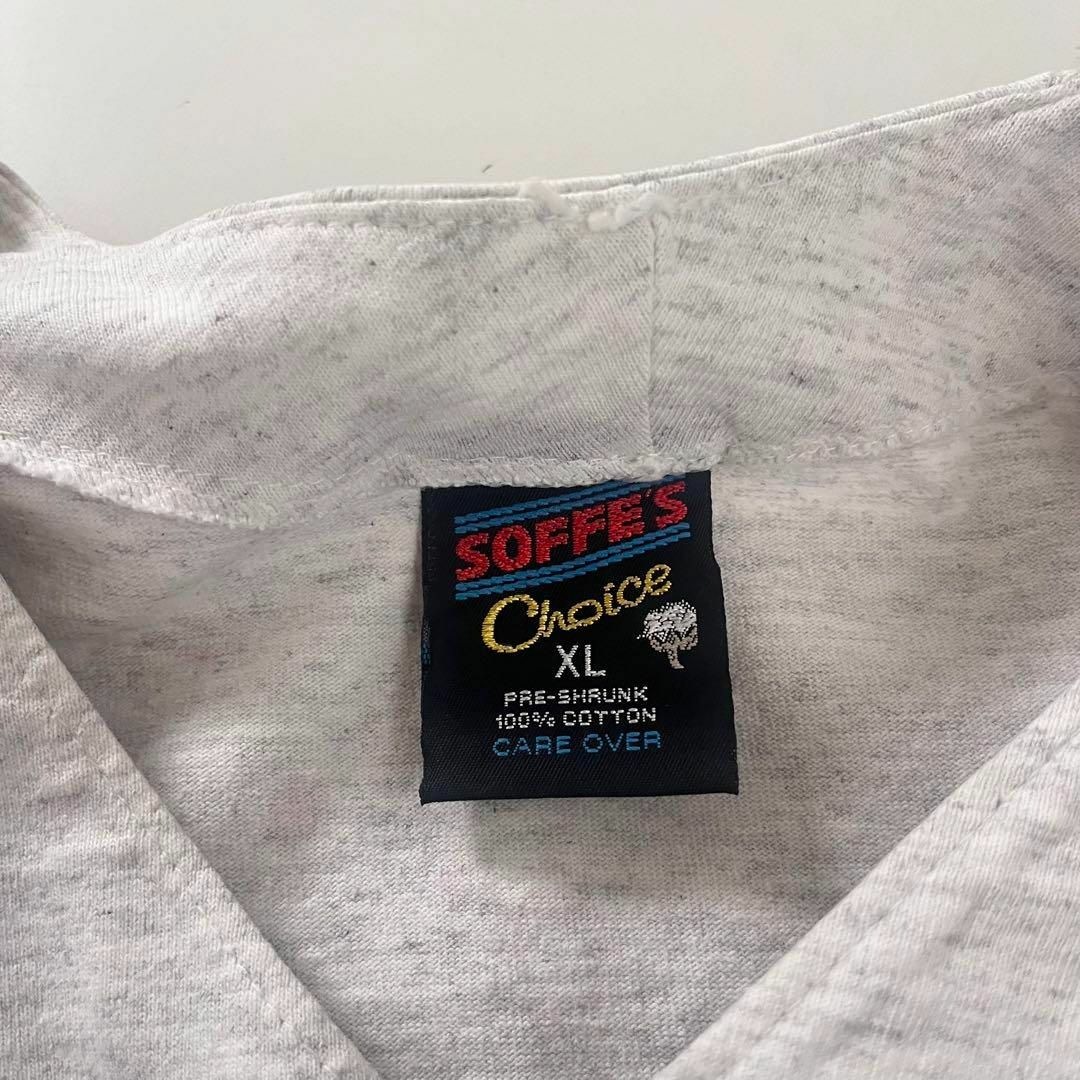 SOFFE'S
Choice
XL
PRE-SHRUNK
100% COTTON
CARE OVER